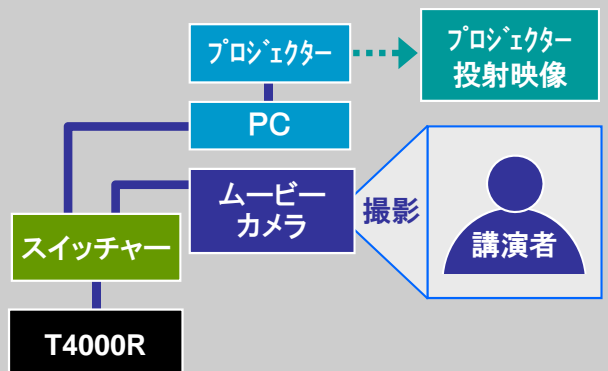 プロジェクター
プロジェクター
投射映像
PC
ムービー
カメラ
撮影
講演者
スイッチャー
T4000R